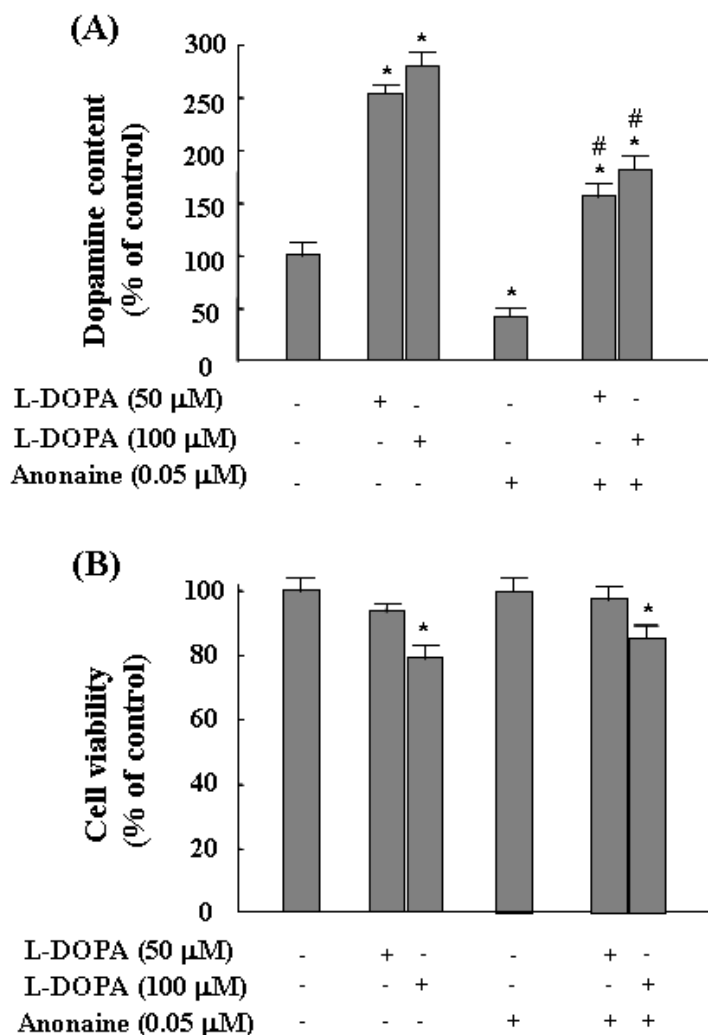 (A)
Dopamine content
(% of control)
300
250
200
150
100
50
0
* * * # * # *
L-DOPA (50 μM) - + - - + -
L-DOPA (100 μM) - - + - - +
Anonaine (0.05 μM) - - - + + +
(B)
Cell viability
(% of control)
100
80
60
40
20
0
* *
L-DOPA (50 μM) - + - - + -
L-DOPA (100 μM) - - + - - +
Anonaine (0.05 μM) - - - + + +